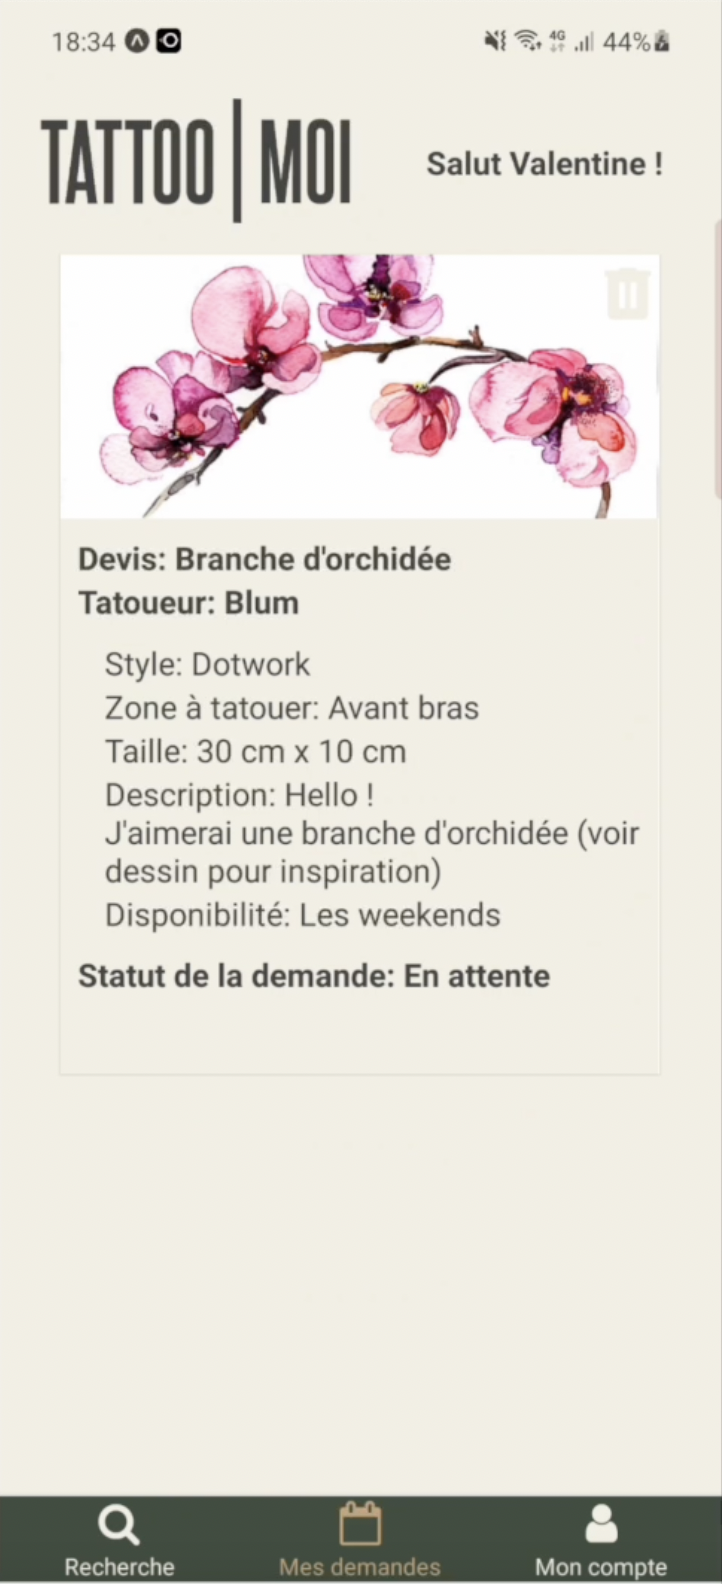 18:34
4G
44%
TATTOO|MOI
Salut Valentine !
Devis: Branche d'orchidée
Tatoueur: Blum
Style: Dotwork
Zone à tatouer: Avant bras
Taille: 30 cm x 10 cm
Description: Hello !
J'aimerai une branche d'orchidée (voir
dessin pour inspiration)
Disponibilité: Les weekends
Statut de la demande: En attente
Recherche
Mes demandes
Mon compte